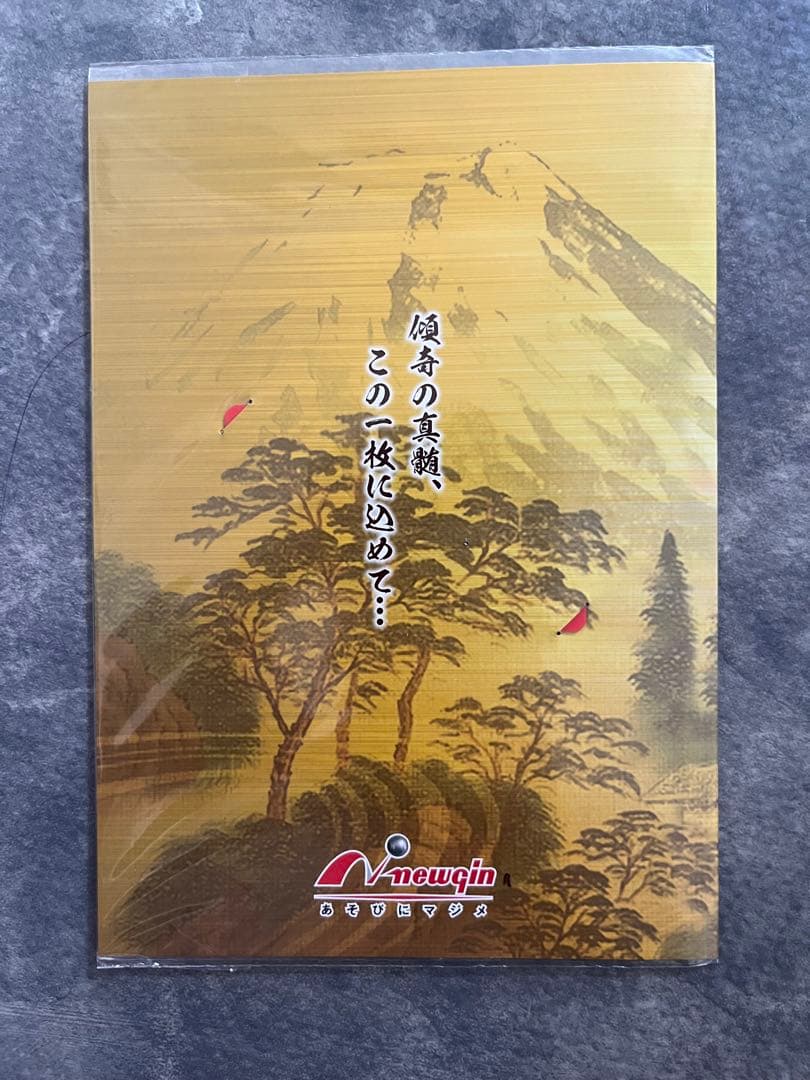 傾奇の真髄、
この一枚に込めて…
newgin
あそびにマジメ